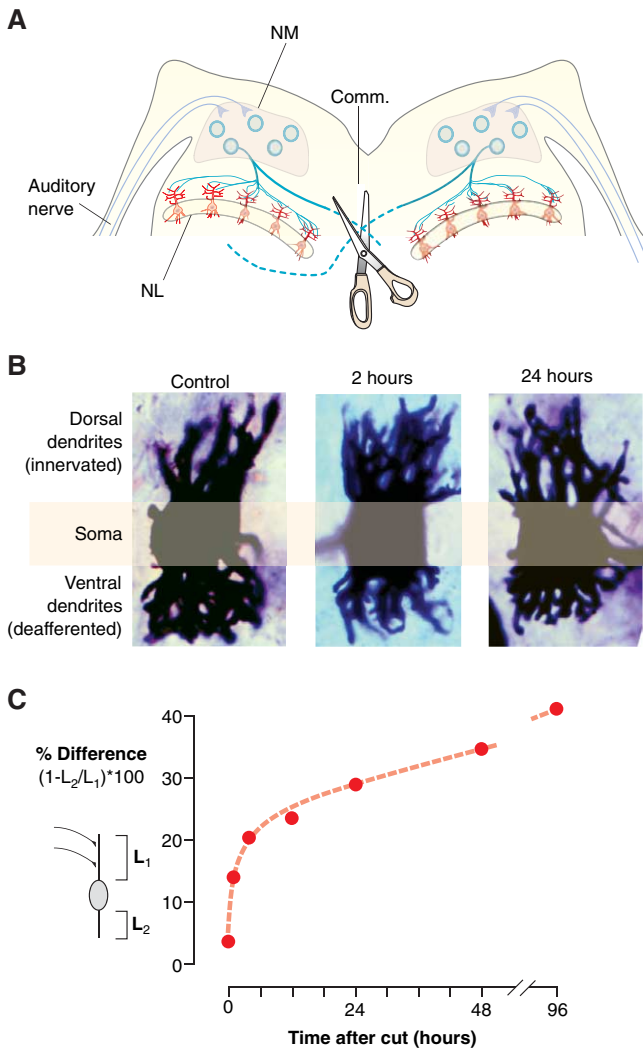 A
NM
Comm.
Auditory
nerve
NL
B
Control
2 hours
24 hours
Dorsal
dendrites
(innervated)
Soma
Ventral
dendrites
(deafferented)
C
% Difference
(1-L₂/L₁)*100
L₁
L₂
40
30
20
10
0
0 24 48 96
Time after cut (hours)